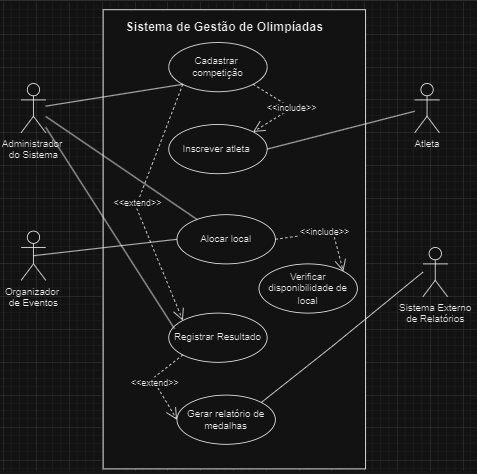 Sistema de Gestão de Olimpíadas
Cadastrar
competição
<<include>>
Administrador
do Sistema
Inscrever atleta
Atleta
<<extend>>
Alocar local
<<include>>
Organizador
de Eventos
Verificar
disponibilidade de
local
Sistema Externo
de Relatórios
Registrar Resultado
<<extend>>
Gerar relatório de
medalhas